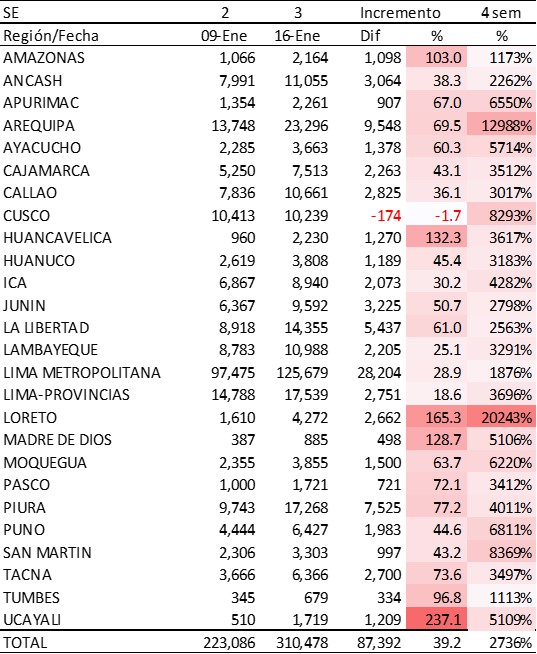 SE 2 3 Incremento 4 sem
Región/Fecha 09-Ene 16-Ene Dif % %
AMAZONAS 1,066 2,164 1,098 103.0 1173%
ANCASH 7,991 11,055 3,064 38.3 2262%
APURIMAC 1,354 2,261 907 67.0 6550%
AREQUIPA 13,748 23,296 9,548 69.5 12988%
AYACUCHO 2,285 3,663 1,378 60.3 5714%
CAJAMARCA 5,250 7,513 2,263 43.1 3512%
CALLAO 7,836 10,661 2,825 36.1 3017%
CUSCO 10,413 10,239 -174 -1.7 8293%
HUANCAVELICA 960 2,230 1,270 132.3 3617%
HUANUCO 2,619 3,808 1,189 45.4 3183%
ICA 6,867 8,940 2,073 30.2 4282%
JUNIN 6,367 9,592 3,225 50.7 2798%
LA LIBERTAD 8,918 14,355 5,437 61.0 2563%
LAMBAYEQUE 8,783 10,988 2,205 25.1 3291%
LIMA METROPOLITANA 97,475 125,679 28,204 28.9 1876%
LIMA-PROVINCIAS 14,788 17,539 2,751 18.6 3696%
LORETO 1,610 4,272 2,662 165.3 20243%
MADRE DE DIOS 387 885 498 128.7 5106%
MOQUEGUA 2,355 3,855 1,500 63.7 6220%
PASCO 1,000 1,721 721 72.1 3412%
PIURA 9,743 17,268 7,525 77.2 4011%
PUNO 4,444 6,427 1,983 44.6 6811%
SAN MARTIN 2,306 3,303 997 43.2 8369%
TACNA 3,666 6,366 2,700 73.6 3497%
TUMBES 345 679 334 96.8 1113%
UCAYALI 510 1,719 1,209 237.1 5109%
TOTAL 223,086 310,478 87,392 39.2 2736%